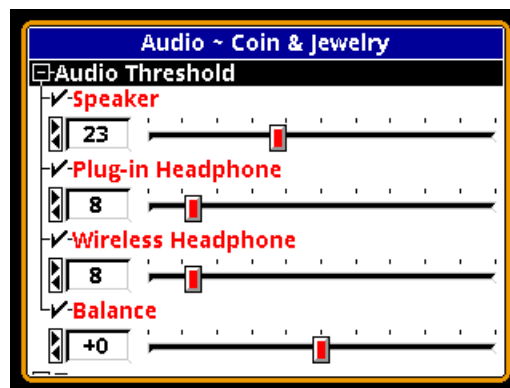 Audio ~ Coin & Jewelry
Audio Threshold
Speaker
23
Plug-in Headphone
8
Wireless Headphone
8
Balance
+0